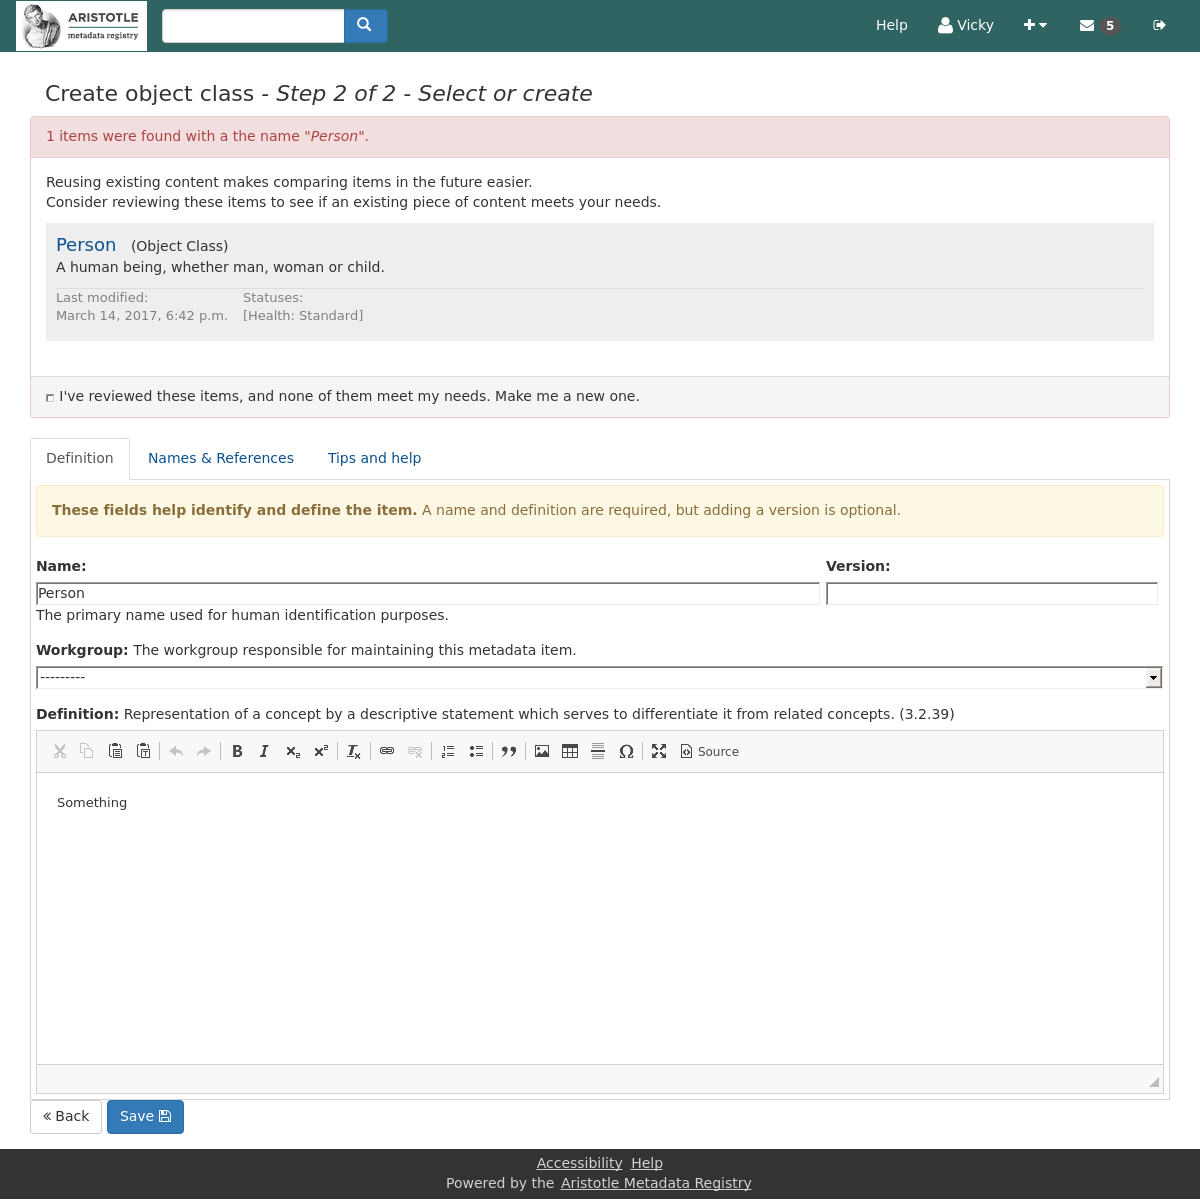 ARISTOTLE
metadata registry
Help Vicky 5
Create object class - Step 2 of 2 - Select or create
1 items were found with a the name "Person".
Reusing existing content makes comparing items in the future easier.
Consider reviewing these items to see if an existing piece of content meets your needs.
Person (Object Class)
A human being, whether man, woman or child.
Last modified: Statuses:
March 14, 2017, 6:42 p.m. [Health: Standard]
I've reviewed these items, and none of them meet my needs. Make me a new one.
Definition Names & References Tips and help
These fields help identify and define the item. A name and definition are required, but adding a version is optional.
Name: Version:
Person
The primary name used for human identification purposes.
Workgroup: The workgroup responsible for maintaining this metadata item.
---------
Definition: Representation of a concept by a descriptive statement which serves to differentiate it from related concepts. (3.2.39)
Source
Something
« Back Save
Accessibility Help
Powered by the Aristotle Metadata Registry